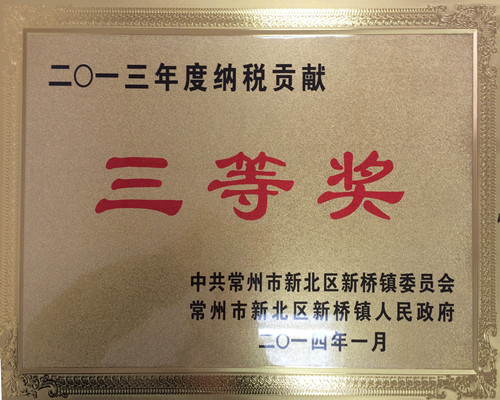 二〇一三年度纳税贡献
三等奖
中共常州市新北区新桥镇委员会
常州市新北区新桥镇人民政府
二〇一四年一月